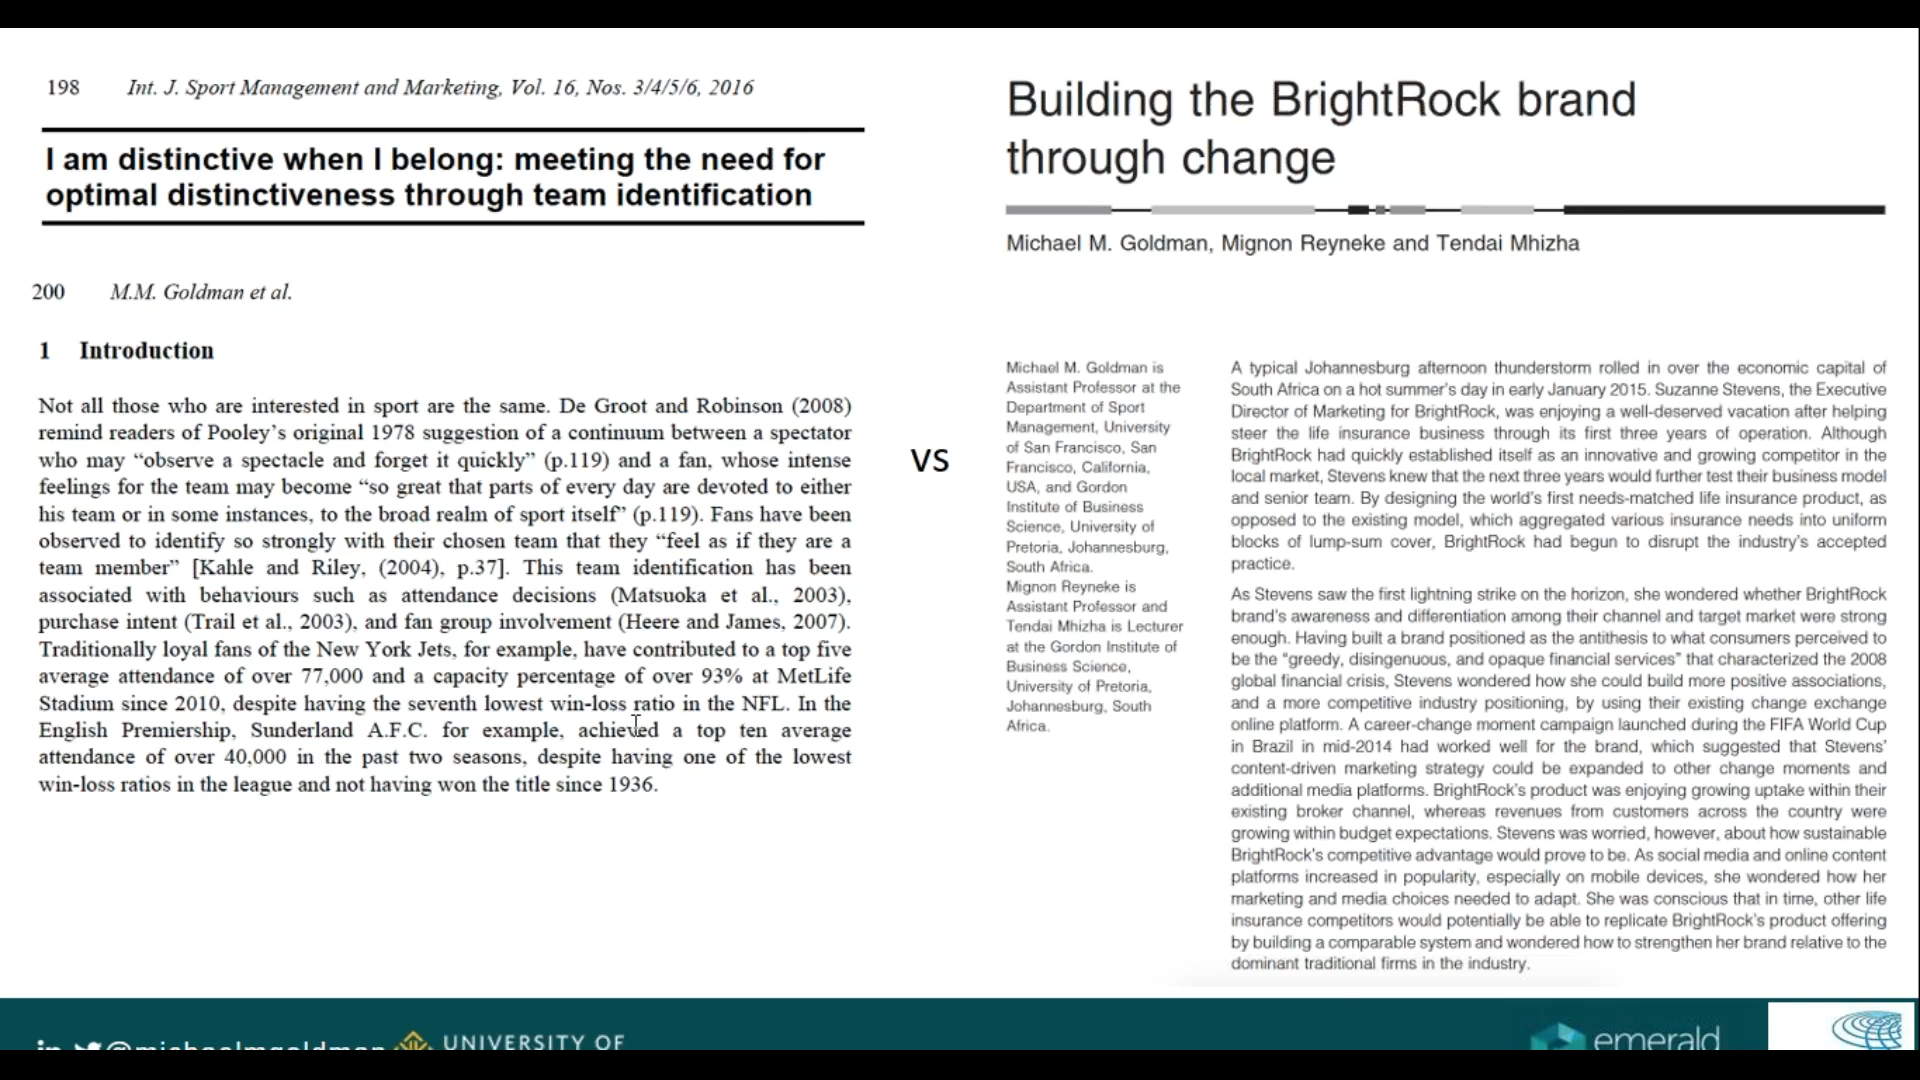 198 Int. J. Sport Management and Marketing, Vol. 16, Nos. 3/4/5/6, 2016
I am distinctive when I belong: meeting the need for
optimal distinctiveness through team identification
200 M.M. Goldman et al.
1 Introduction
Not all those who are interested in sport are the same. De Groot and Robinson (2008)
remind readers of Pooley's original 1978 suggestion of a continuum between a spectator
who may “observe a spectacle and forget it quickly” (p.119) and a fan, whose intense
feelings for the team may become “so great that parts of every day are devoted to either
his team or in some instances, to the broad realm of sport itself” (p.119). Fans have been
observed to identify so strongly with their chosen team that they “feel as if they are a
team member” [Kahle and Riley, (2004), p.37]. This team identification has been
associated with behaviours such as attendance decisions (Matsuoka et al., 2003),
purchase intent (Trail et al., 2003), and fan group involvement (Heere and James, 2007).
Traditionally loyal fans of the New York Jets, for example, have contributed to a top five
average attendance of over 77,000 and a capacity percentage of over 93% at MetLife
Stadium since 2010, despite having the seventh lowest win-loss ratio in the NFL. In the
English Premiership, Sunderland A.F.C. for example, achieved a top ten average
attendance of over 40,000 in the past two seasons, despite having one of the lowest
win-loss ratios in the league and not having won the title since 1936.
vs
Building the BrightRock brand
through change
Michael M. Goldman, Mignon Reyneke and Tendai Mhizha
Michael M. Goldman is
Assistant Professor at the
Department of Sport
Management, University
of San Francisco, San
Francisco, California,
USA, and Gordon
Institute of Business
Science, University of
Pretoria, Johannesburg,
South Africa.
Mignon Reyneke is
Assistant Professor and
Tendai Mhizha is Lecturer
at the Gordon Institute of
Business Science,
University of Pretoria,
Johannesburg, South
Africa.
A typical Johannesburg afternoon thunderstorm rolled in over the economic capital of
South Africa on a hot summer's day in early January 2015. Suzanne Stevens, the Executive
Director of Marketing for BrightRock, was enjoying a well-deserved vacation after helping
steer the life insurance business through its first three years of operation. Although
BrightRock had quickly established itself as an innovative and growing competitor in the
local market, Stevens knew that the next three years would further test their business model
and senior team. By designing the world's first needs-matched life insurance product, as
opposed to the existing model, which aggregated various insurance needs into uniform
blocks of lump-sum cover, BrightRock had begun to disrupt the industry's accepted
practice.
As Stevens saw the first lightning strike on the horizon, she wondered whether BrightRock
brand's awareness and differentiation among their channel and target market were strong
enough. Having built a brand positioned as the antithesis to what consumers perceived to
be the “greedy, disingenuous, and opaque financial services” that characterized the 2008
global financial crisis, Stevens wondered how she could build more positive associations,
and a more competitive industry positioning, by using their existing change exchange
online platform. A career-change moment campaign launched during the FIFA World Cup
in Brazil in mid-2014 had worked well for the brand, which suggested that Stevens'
content-driven marketing strategy could be expanded to other change moments and
additional media platforms. BrightRock's product was enjoying growing uptake within their
existing broker channel, whereas revenues from customers across the country were
growing within budget expectations. Stevens was worried, however, about how sustainable
BrightRock's competitive advantage would prove to be. As social media and online content
platforms increased in popularity, especially on mobile devices, she wondered how her
marketing and media choices needed to adapt. She was conscious that in time, other life
insurance competitors would potentially be able to replicate BrightRock's product offering
by building a comparable system and wondered how to strengthen her brand relative to the
dominant traditional firms in the industry.
@michaelmgoldman UNIVERSITY OF
emerald